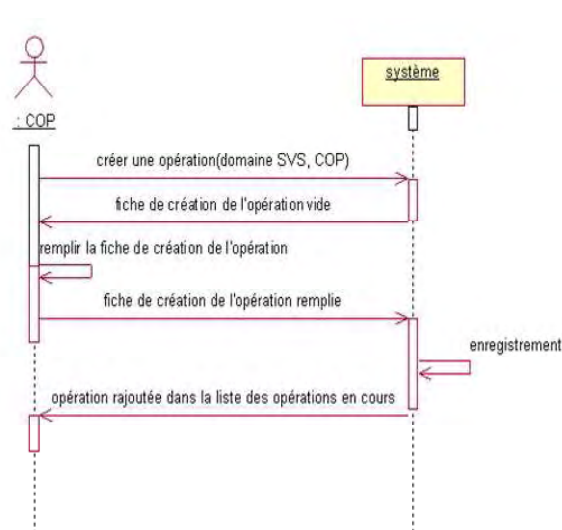 système
: COP
créer une opération(domaine SVS, COP)
fiche de création de l'opération vide
remplir la fiche de création de l'opération
fiche de création de l'opération remplie
enregistrement
opération rajoutée dans la liste des opérations en cours